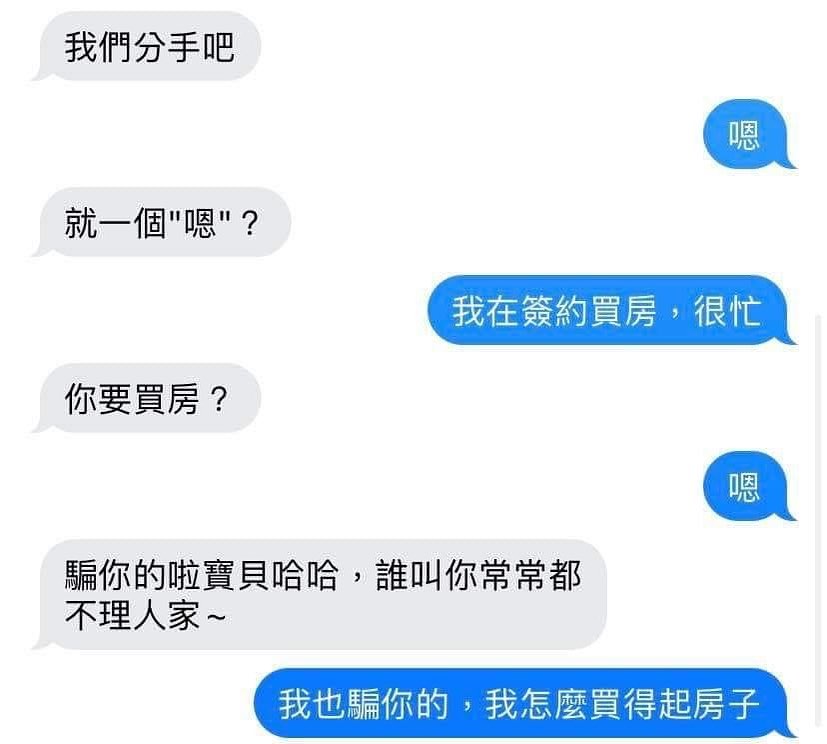 我們分手吧
嗯
就一個"嗯"？
我在簽約買房，很忙
你要買房？
嗯
騙你的啦寶貝哈哈，誰叫你常常都
不理人家~
我也騙你的，我怎麼買得起房子